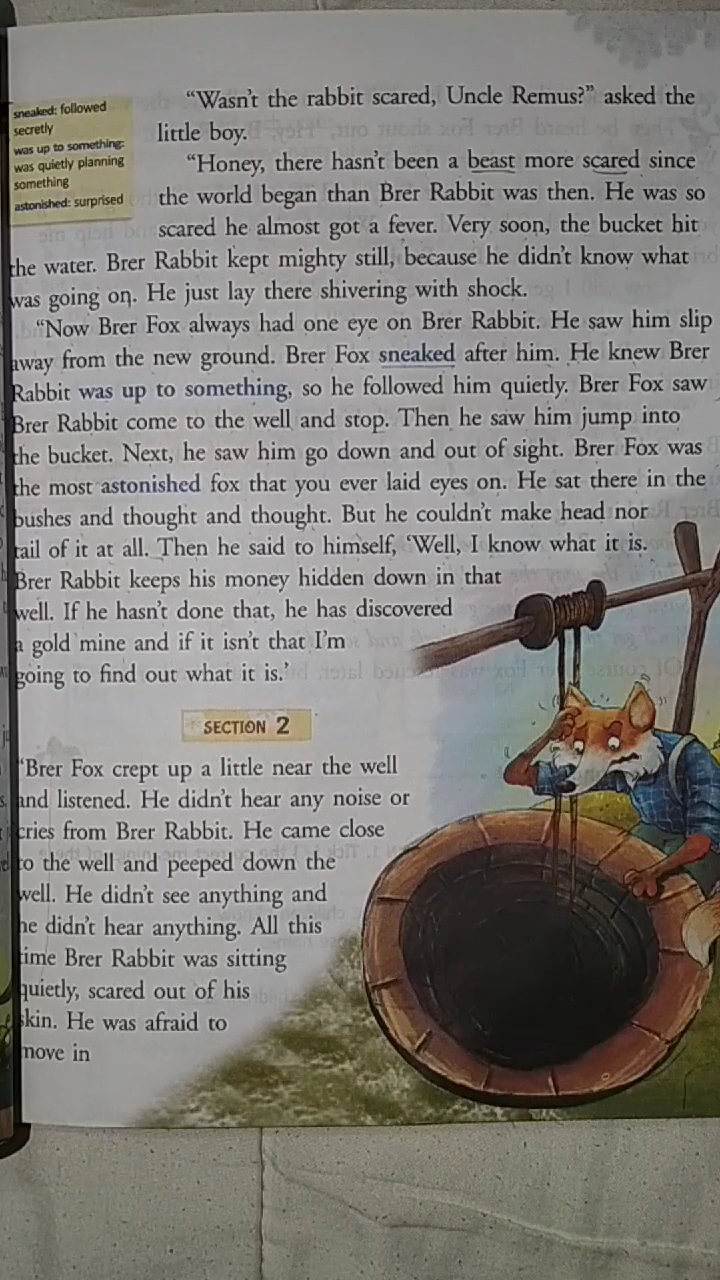 sneaked: followed
secretly
was up to something:
was quietly planning
something
astonished: surprised
“Wasn’t the rabbit scared, Uncle Remus?” asked the
little boy.
“Honey, there hasn’t been a beast more scared since
the world began than Brer Rabbit was then. He was so
scared he almost got a fever. Very soon, the bucket hit
the water. Brer Rabbit kept mighty still, because he didn’t know what
was going on. He just lay there shivering with shock.
“Now Brer Fox always had one eye on Brer Rabbit. He saw him slip
away from the new ground. Brer Fox sneaked after him. He knew Brer
Rabbit was up to something, so he followed him quietly. Brer Fox saw
Brer Rabbit come to the well and stop. Then he saw him jump into
the bucket. Next, he saw him go down and out of sight. Brer Fox was
the most astonished fox that you ever laid eyes on. He sat there in the
bushes and thought and thought. But he couldn’t make head nor
tail of it at all. Then he said to himself, ‘Well, I know what it is.
Brer Rabbit keeps his money hidden down in that
well. If he hasn’t done that, he has discovered
a gold mine and if it isn’t that I’m
going to find out what it is.’
SECTION 2
“Brer Fox crept up a little near the well
and listened. He didn’t hear any noise or
cries from Brer Rabbit. He came close
to the well and peeped down the
well. He didn’t see anything and
he didn’t hear anything. All this
time Brer Rabbit was sitting
quietly, scared out of his
skin. He was afraid to
move in